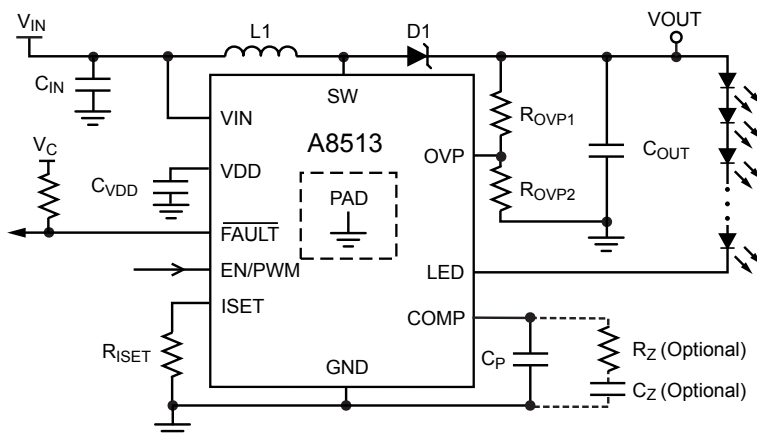 VIN
L1
D1
VOUT
CIN
SW
VIN
ROVP1
VC
A8513
OVP
COUT
VDD
CVDD
PAD
ROVP2
FAULT
EN/PWM
LED
ISET
COMP
RISET
CP
RZ (Optional)
GND
CZ (Optional)